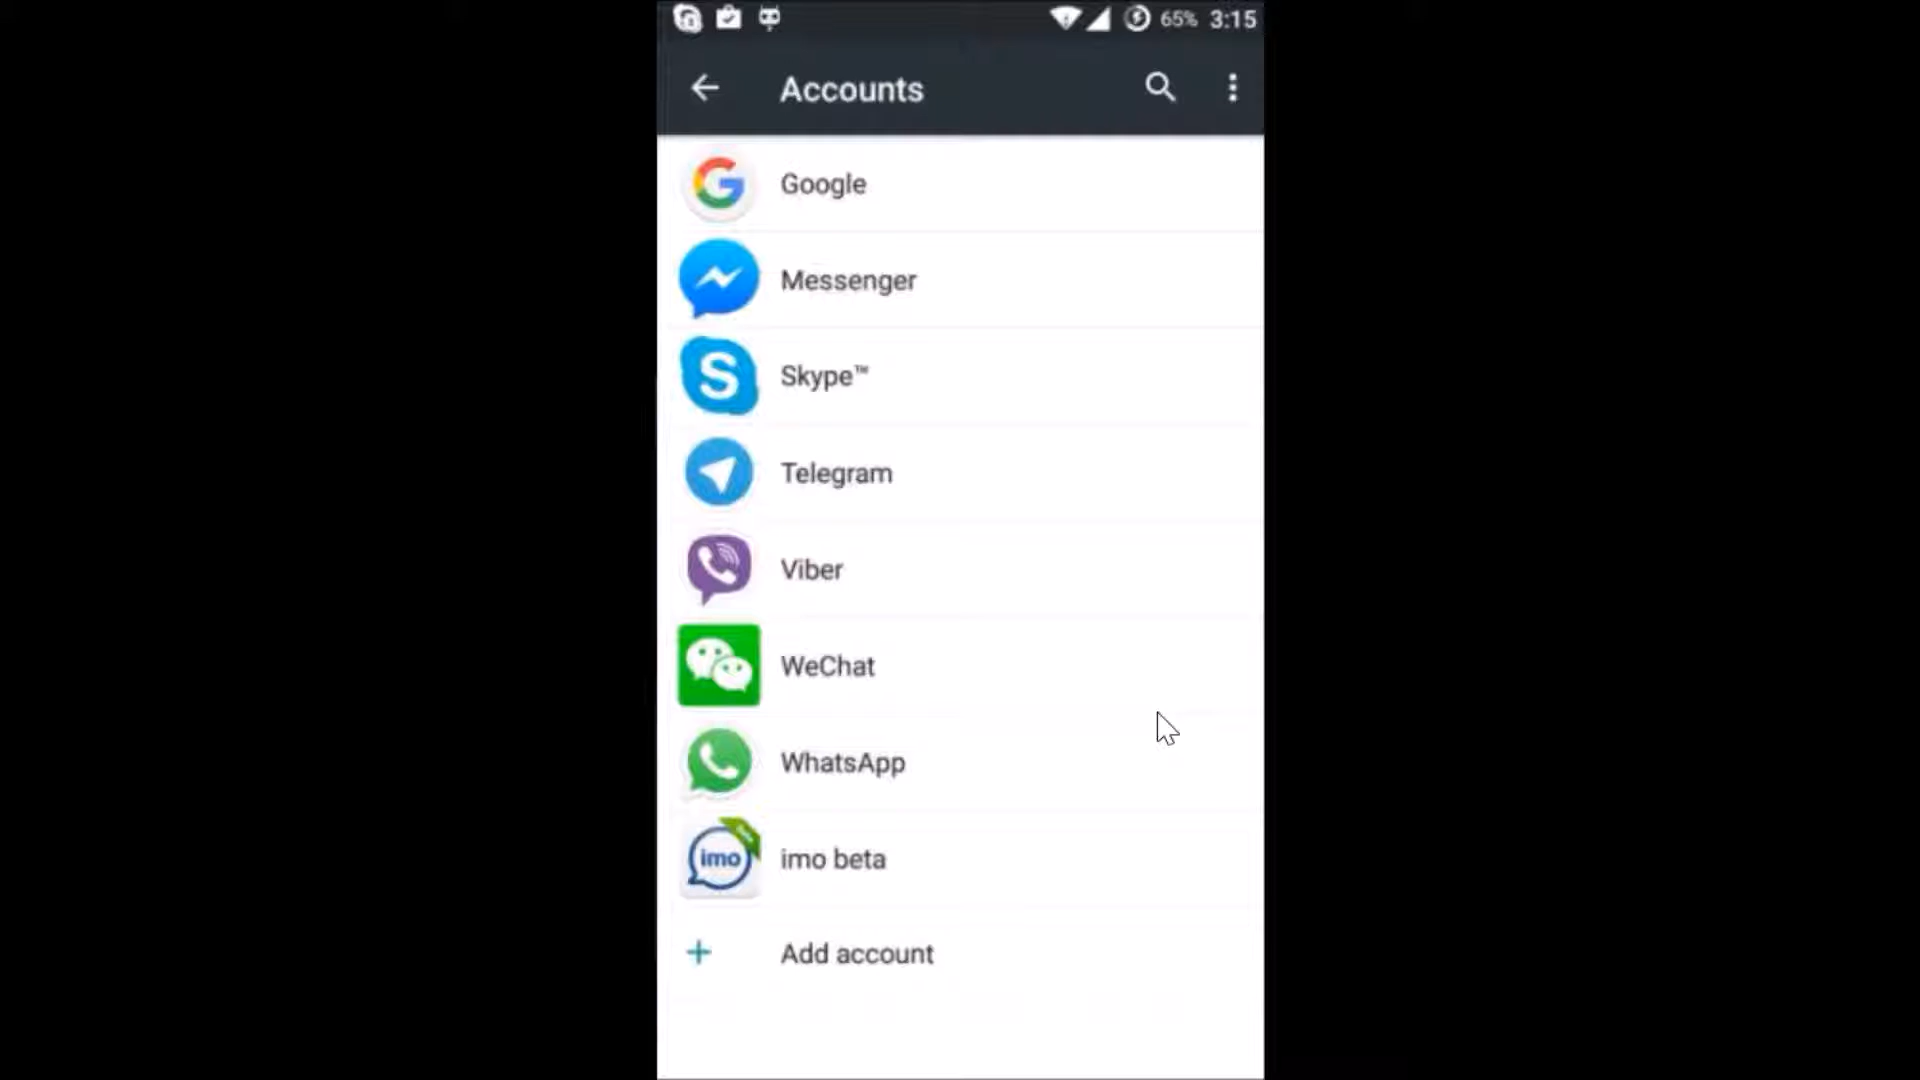 65% 3:15
Accounts
Google
Messenger
Skype™
Telegram
Viber
WeChat
WhatsApp
imo
imo beta
Add account